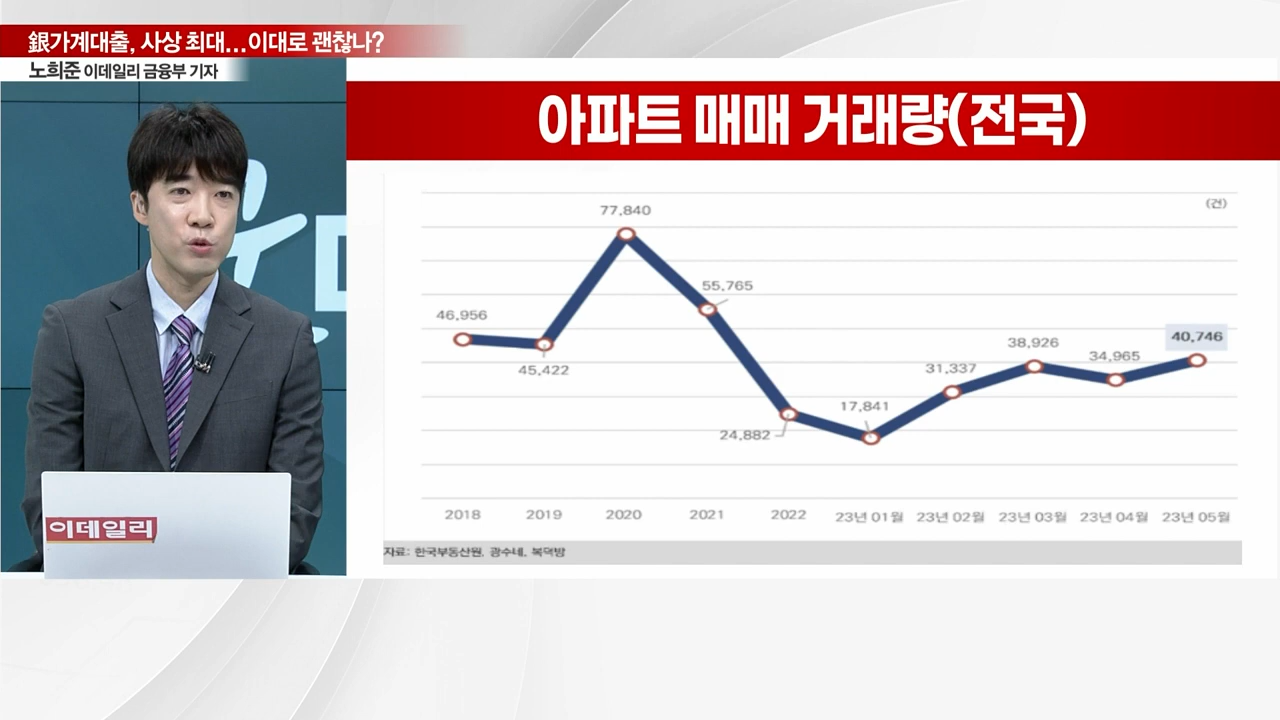 銀가계대출, 사상 최대...이대로 괜찮나?
노희준 이데일리 금융부 기자
아파트 매매 거래량(전국)
(건)
77,840
55,765
46,956
45,422
40,746
38,926
34,965
31,337
17,841
24,882
2018 2019 2020 2021 2022 23년 01월 23년 02월 23년 03월 23년 04월 23년 05월
이데일리
자료: 한국부동산원, 광수네, 복덕방